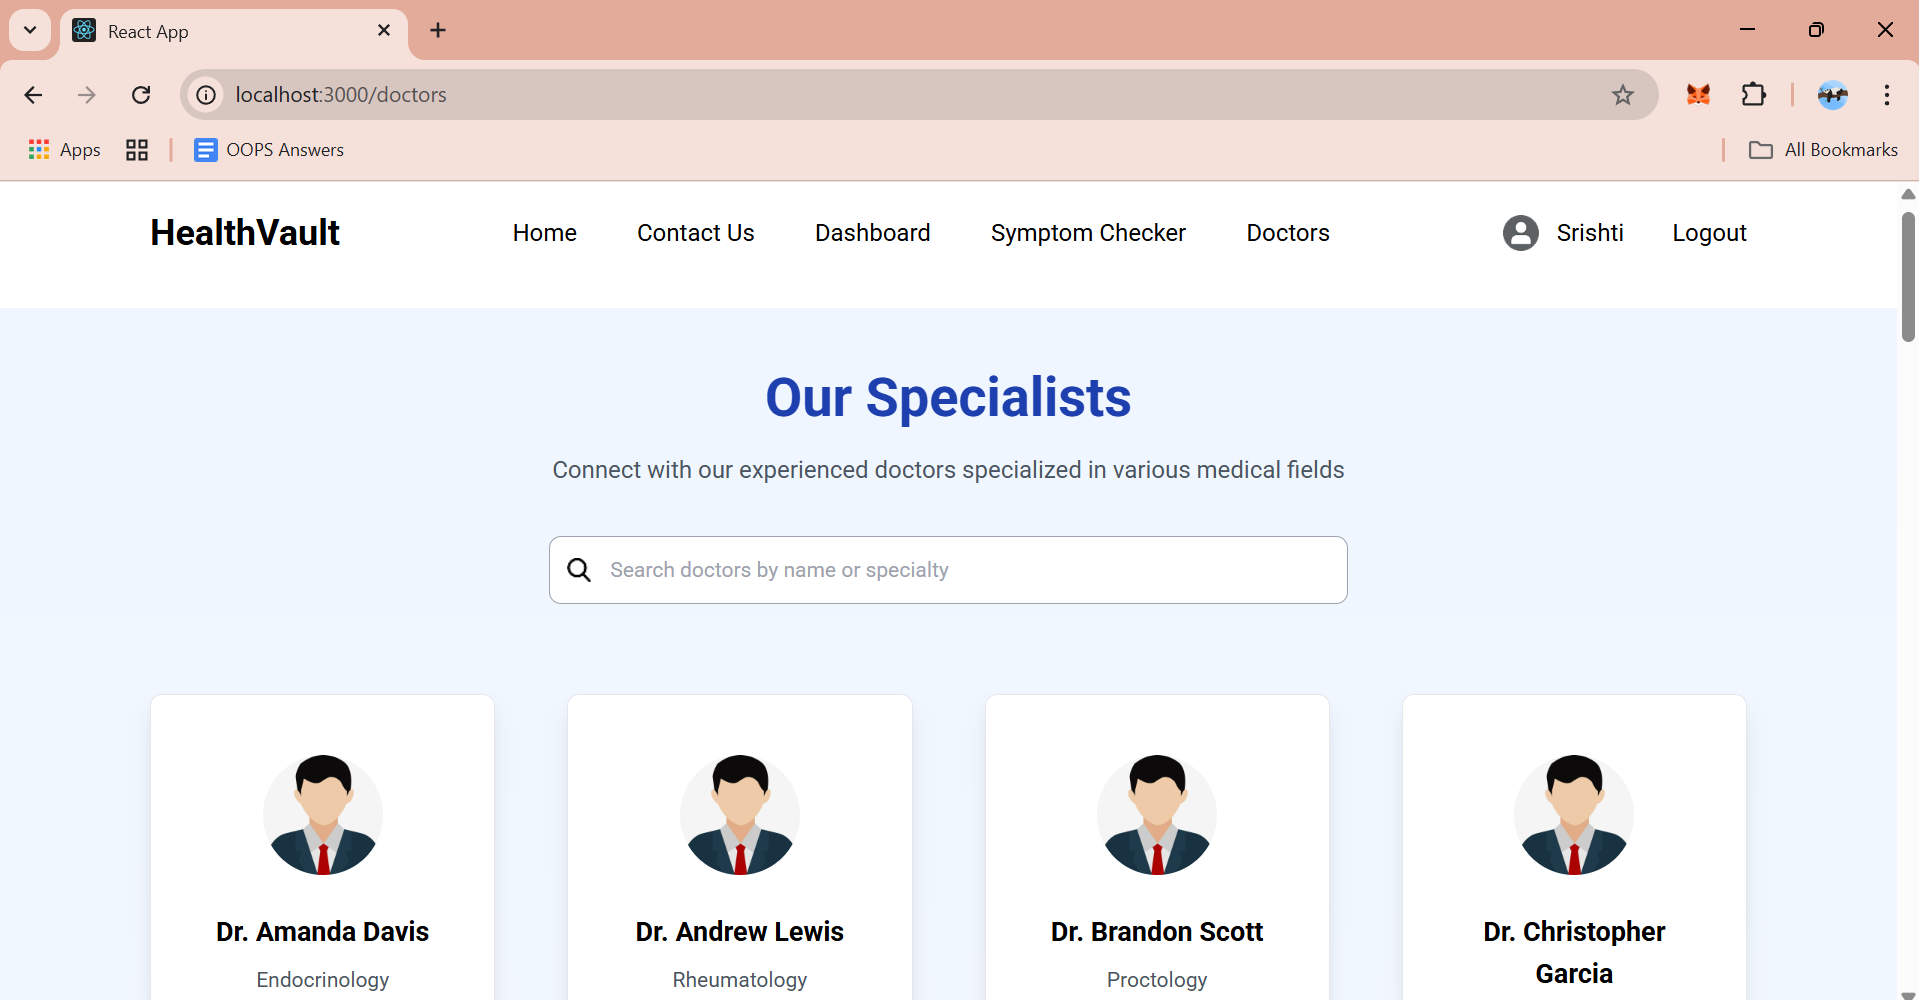 React App
localhost:3000/doctors
Apps
OOPS Answers
All Bookmarks
HealthVault
Home
Contact Us
Dashboard
Symptom Checker
Doctors
Srishti
Logout
Our Specialists
Connect with our experienced doctors specialized in various medical fields
Search doctors by name or specialty
Dr. Amanda Davis
Endocrinology
Dr. Andrew Lewis
Rheumatology
Dr. Brandon Scott
Proctology
Dr. Christopher
Garcia